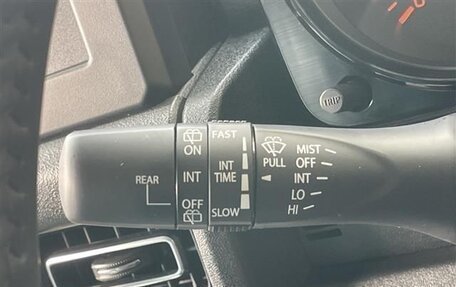 TRIP
ON
REAR
INT
OFF
FAST
INT
TIME
SLOW
PULL
MIST
OFF
INT
LO
HI